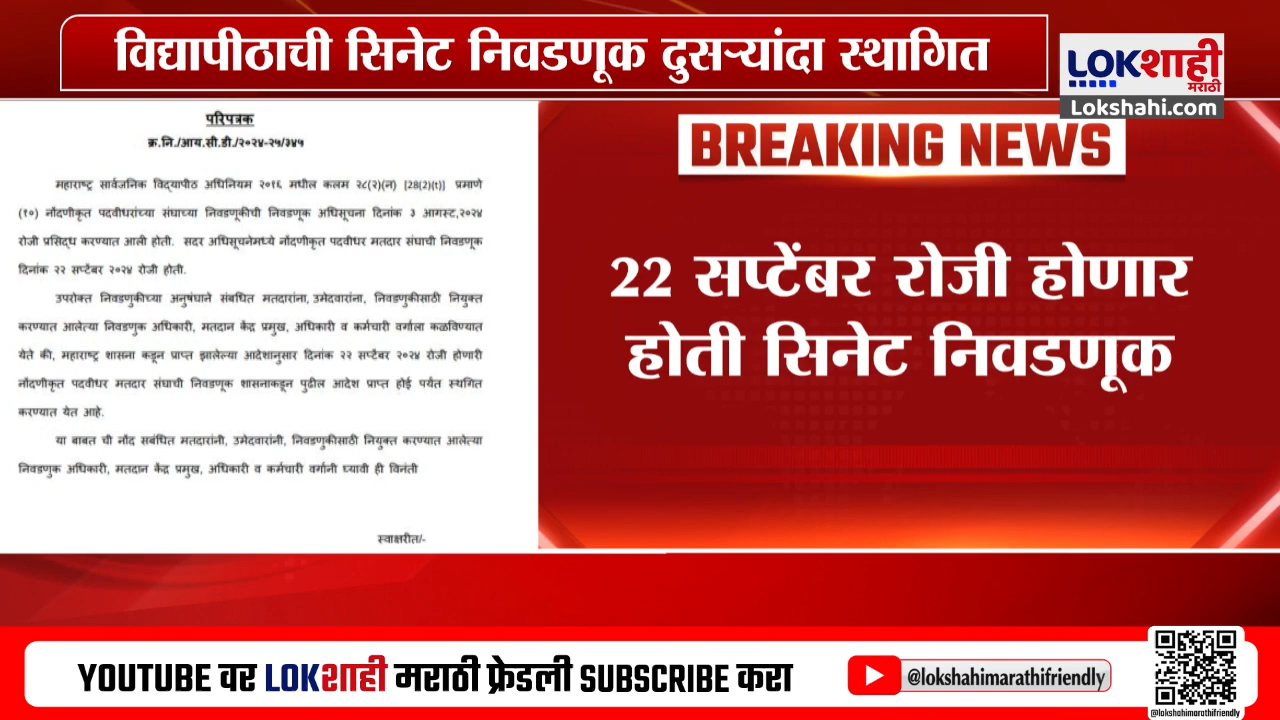 विद्यापीठाची सिनेट निवडणूक दुसऱ्यांदा स्थागित
LOKशाही
मराठी
Lokshahi.com
परिपत्रक
क्र.नि./आय.सी.डी./२०२४-२५/३४५
महाराष्ट्र सार्वजनिक विद्यापीठ अधिनियम २०१६ मधील कलम २८(२)(न) [28(2)(t)] प्रमाणे
(१०) नोंदणीकृत पदवीधरांच्या संघाच्या निवडणूकीची निवडणूक अधिसूचना दिनांक ३ आगस्ट,२०२४
रोजी प्रसिद्ध करण्यात आली होती. सदर अधिसूचनेमध्ये नोंदणीकृत पदवीधर मतदार संघाची निवडणूक
दिनांक २२ सप्टेंबर २०२४ रोजी होती.
उपरोक्त निवडणुकीच्या अनुषंघाने संबधित मतदारांना, उमेदवारांना, निवडणुकीसाठी नियुक्त
करण्यात आलेल्या निवडणुक अधिकारी, मतदान केंद्र प्रमुख, अधिकारी व कर्मचारी वर्गाला कळविण्यात
येते की, महाराष्ट्र शासना कडून प्राप्त झालेल्या आदेशानुसार दिनांक २२ सप्टेंबर २०२४ रोजी होणारी
नोंदणीकृत पदवीधर मतदार संघाची निवडणूक शासनाकडून पुढील आदेश प्राप्त होई पर्यंत स्थगित
करण्यात येत आहे.
या बाबत ची नोंद सबंधित मतदारांनी, उमेदवारांनी, निवडणुकीसाठी नियुक्त करण्यात आलेल्या
निवडणुक अधिकारी, मतदान केंद्र प्रमुख, अधिकारी व कर्मचारी वर्गानी घ्यावी ही विनंती
स्वाक्षरीत/-
BREAKING NEWS
22 सप्टेंबर रोजी होणार
होती सिनेट निवडणूक
YOUTUBE वर LOKशाही मराठी फ्रेंडली SUBSCRIBE करा
@lokshahimarathifriendly
@lokshahimarathifriendly